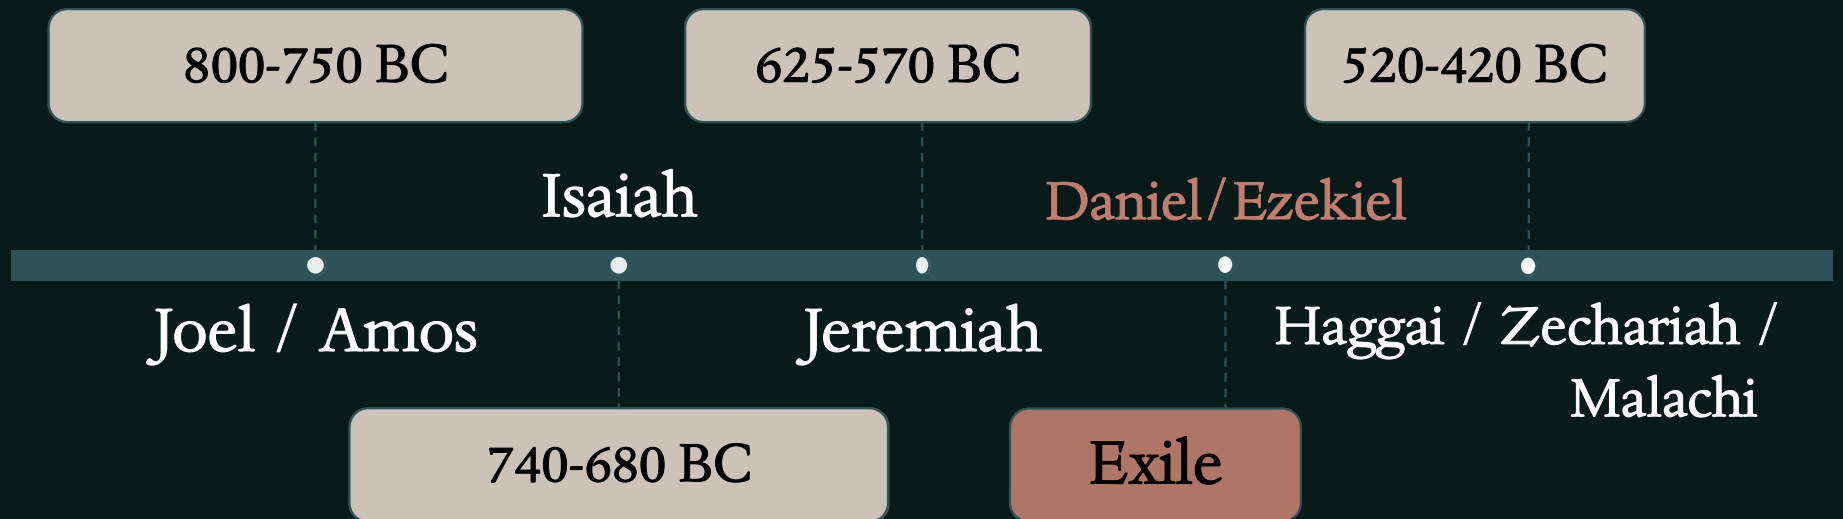 800-750 BC
625-570 BC
520-420 BC
Isaiah
Daniel/Ezekiel
Joel / Amos
Jeremiah
Haggai / Zechariah /
Malachi
740-680 BC
Exile